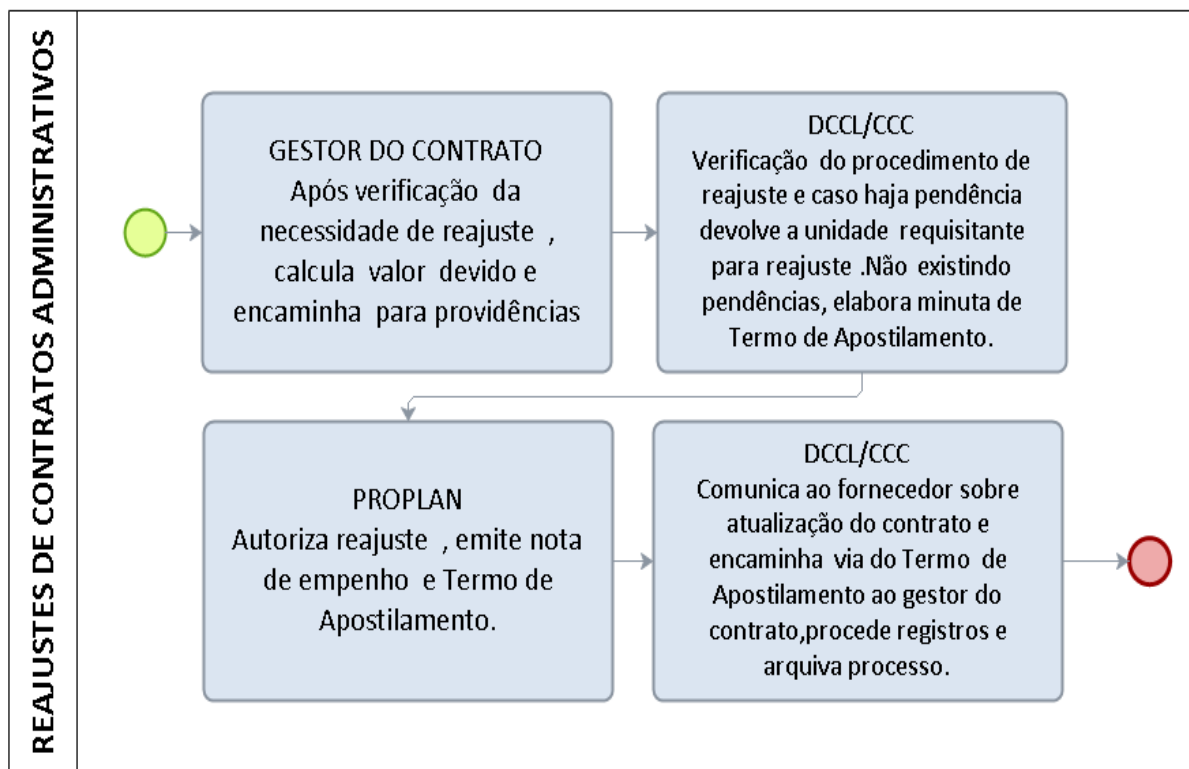 REAJUSTES DE CONTRATOS ADMINISTRATIVOS
GESTOR DO CONTRATO
Após verificação da
necessidade de reajuste ,
calcula valor devido e
encaminha para providências
DCCL/CCC
Verificação do procedimento de
reajuste e caso haja pendência
devolve a unidade requisitante
para reajuste .Não existindo
pendências, elabora minuta de
Termo de Apostilamento.
PROPLAN
Autoriza reajuste , emite nota
de empenho e Termo de
Apostilamento.
DCCL/CCC
Comunica ao fornecedor sobre
atualização do contrato e
encaminha via do Termo de
Apostilamento ao gestor do
contrato,procede registros e
arquiva processo.